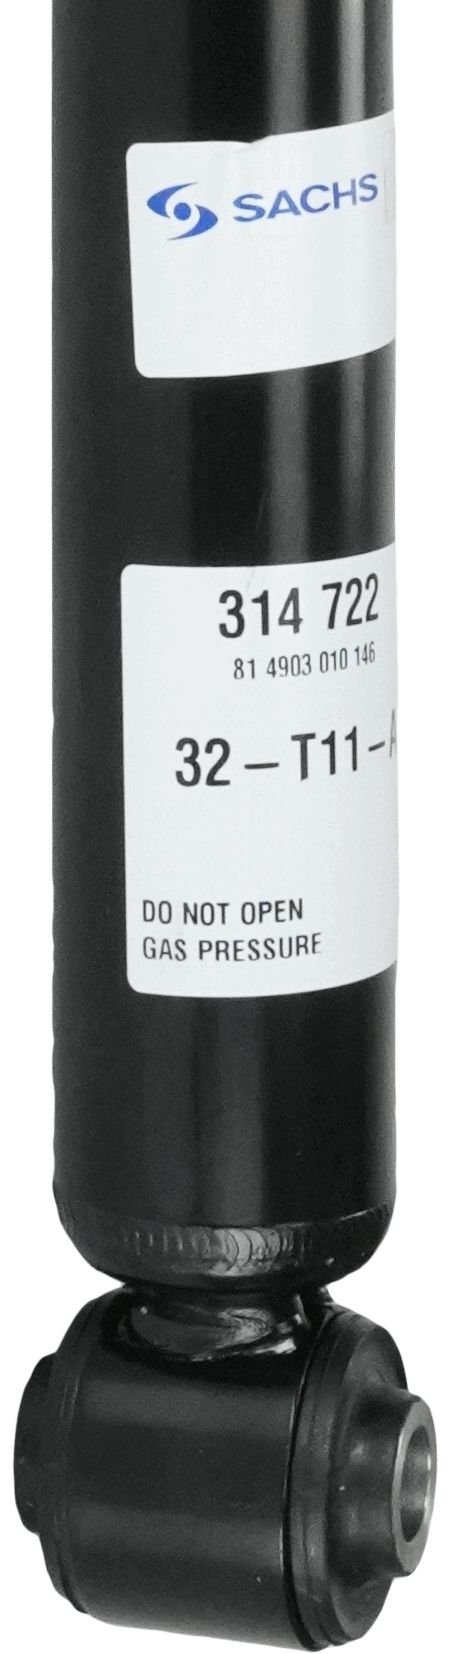 SACHS
314 722
81 4903 010 146
32-T11-A
DO NOT OPEN
GAS PRESSURE